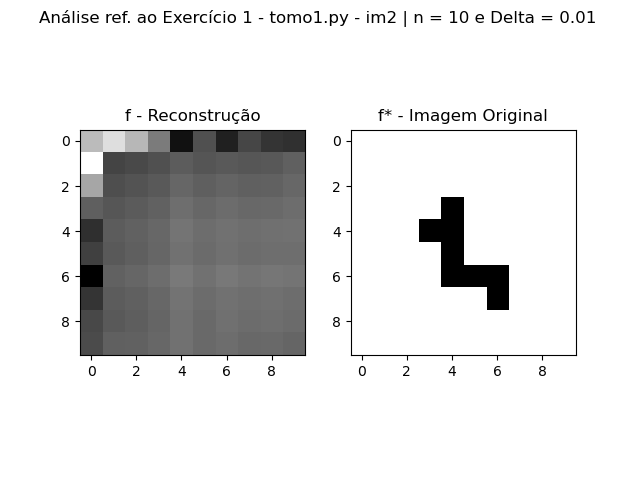 Análise ref. ao Exercício 1 - tomo1.py - im2 | n = 10 e Delta = 0.01
f - Reconstrução
f* - Imagem Original
0
2
4
6
8
0 2 4 6 8
0
2
4
6
8
0 2 4 6 8